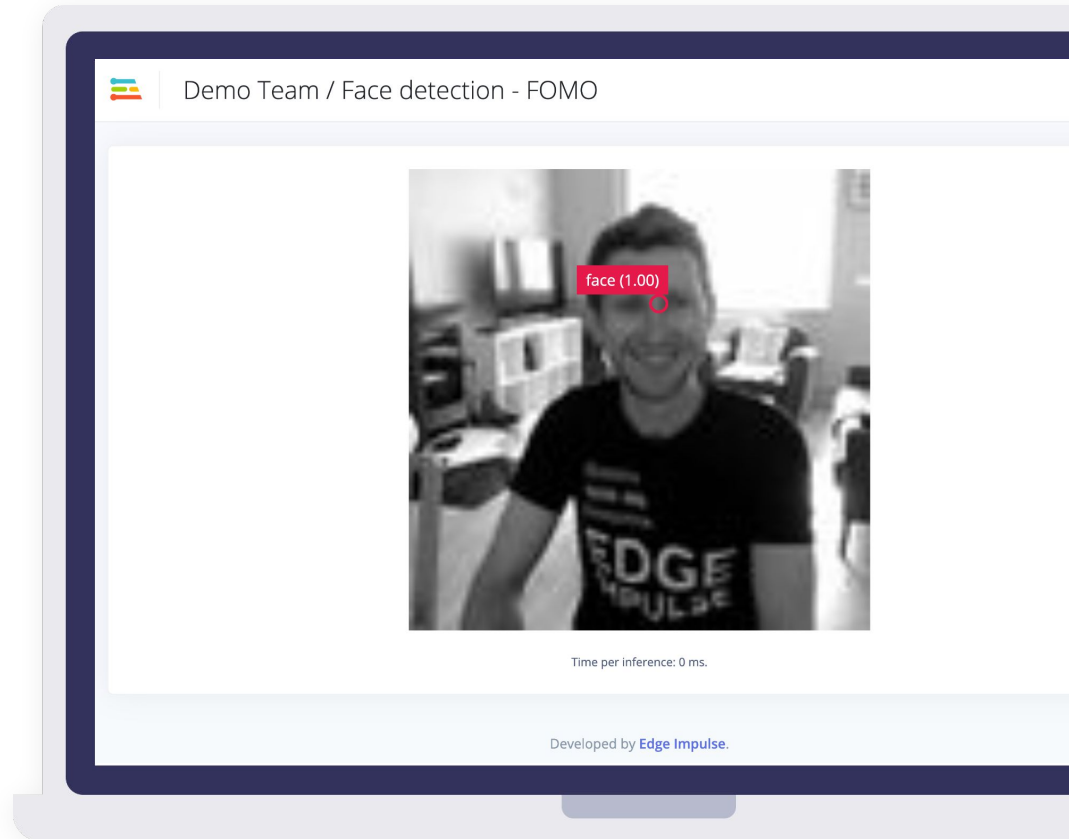 Demo Team / Face detection - FOMO
face (1.00)
EDGE
IMPULSE
Time per inference: 0 ms.
Developed by Edge Impulse.